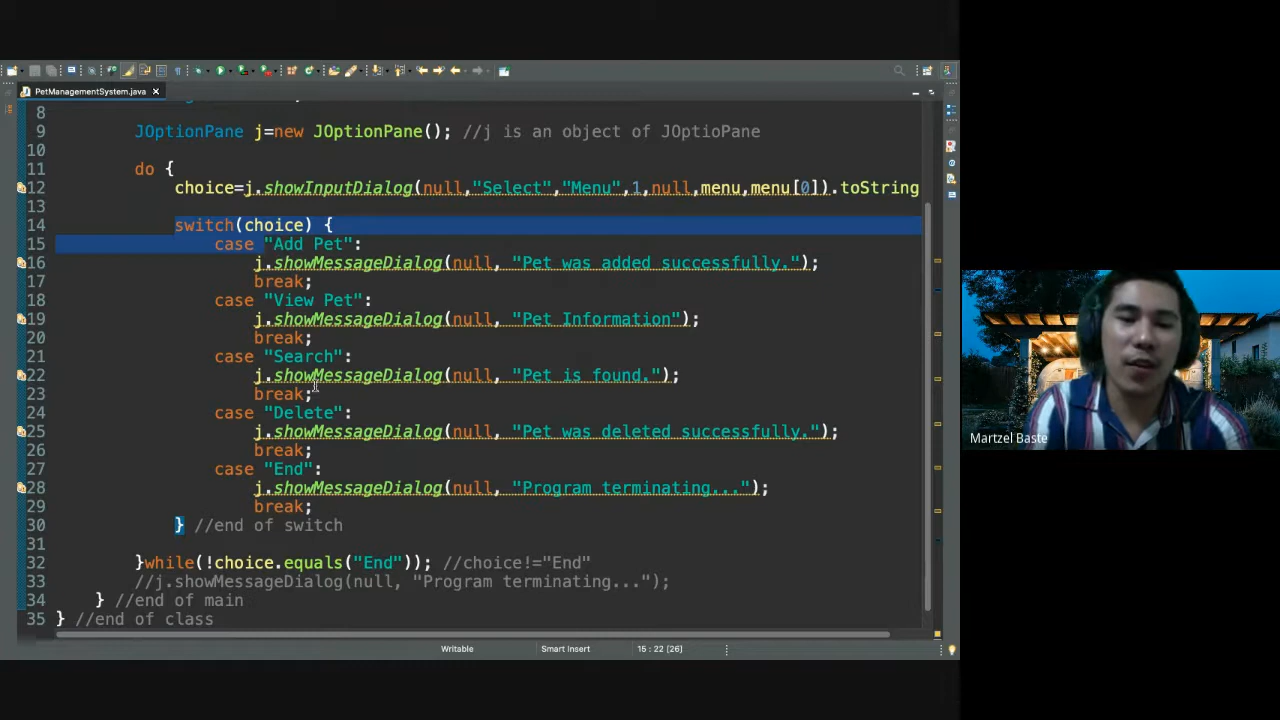 PetManagementSystem.java
8
9 JOptionPane j=new JOptionPane(); //j is an object of JOptioPane
10
11 do {
12 choice=j.showInputDialog(null,"Select","Menu",1,null,menu,menu[0]).toString
13
14 switch(choice) {
15 case "Add Pet":
16 j.showMessageDialog(null, "Pet was added successfully.");
17 break;
18 case "View Pet":
19 j.showMessageDialog(null, "Pet Information");
20 break;
21 case "Search":
22 j.showMessageDialog(null, "Pet is found.");
23 break;
24 case "Delete":
25 j.showMessageDialog(null, "Pet was deleted successfully.");
26 break;
27 case "End":
28 j.showMessageDialog(null, "Program terminating...");
29 break;
30 } //end of switch
31
32 }while(!choice.equals("End")); //choice!="End"
33 //j.showMessageDialog(null, "Program terminating...");
34 } //end of main
35 } //end of class
Writable Smart Insert 15 : 22 [26]
Martzel Baste